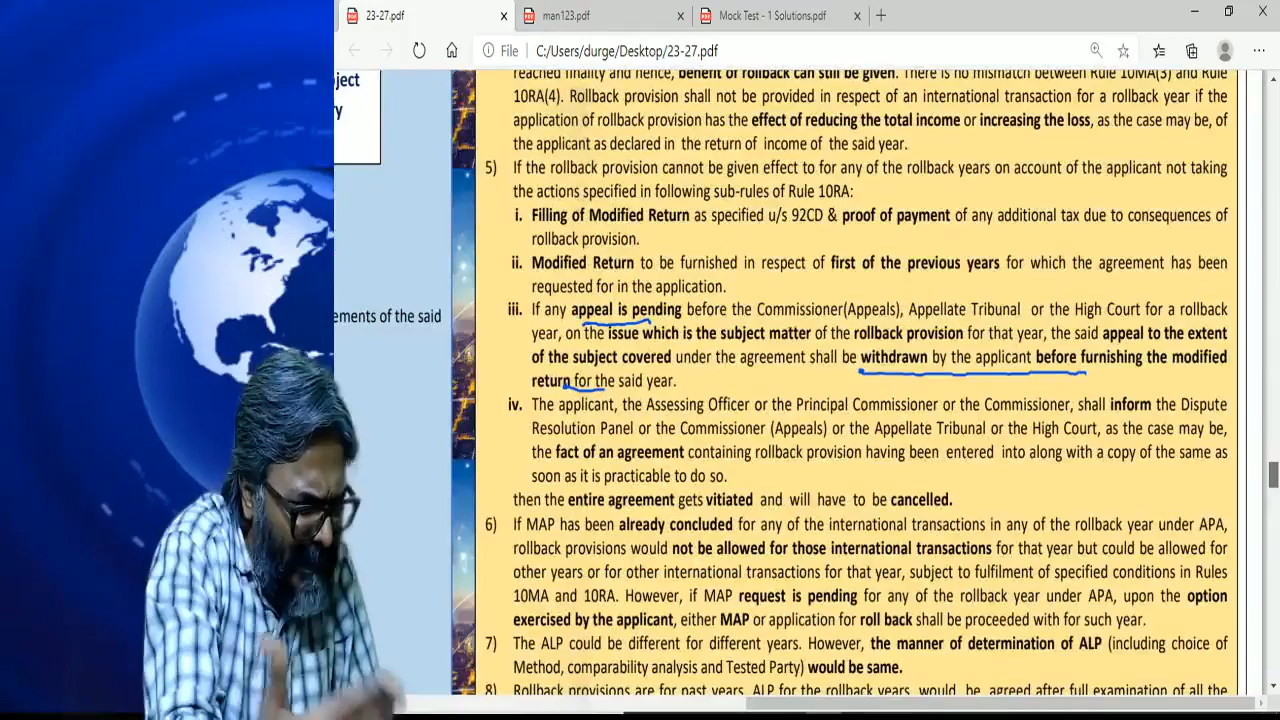 23-27.pdf
man123.pdf
Mock Test - 1 Solutions.pdf
File
C:/Users/durge/Desktop/23-27.pdf
ject
y
ements of the said
reached finality and hence, benefit of rollback can still be given. There is no mismatch between Rule 10MA(3) and Rule
10RA(4). Rollback provision shall not be provided in respect of an international transaction for a rollback year if the
application of rollback provision has the effect of reducing the total income or increasing the loss, as the case may be, of
the applicant as declared in the return of income of the said year.
5) If the rollback provision cannot be given effect to for any of the rollback years on account of the applicant not taking
the actions specified in following sub-rules of Rule 10RA:
i. Filling of Modified Return as specified u/s 92CD & proof of payment of any additional tax due to consequences of
rollback provision.
ii. Modified Return to be furnished in respect of first of the previous years for which the agreement has been
requested for in the application.
iii. If any appeal is pending before the Commissioner(Appeals), Appellate Tribunal or the High Court for a rollback
year, on the issue which is the subject matter of the rollback provision for that year, the said appeal to the extent
of the subject covered under the agreement shall be withdrawn by the applicant before furnishing the modified
return for the said year.
iv. The applicant, the Assessing Officer or the Principal Commissioner or the Commissioner, shall inform the Dispute
Resolution Panel or the Commissioner (Appeals) or the Appellate Tribunal or the High Court, as the case may be,
the fact of an agreement containing rollback provision having been entered into along with a copy of the same as
soon as it is practicable to do so.
then the entire agreement gets vitiated and will have to be cancelled.
6) If MAP has been already concluded for any of the international transactions in any of the rollback year under APA,
rollback provisions would not be allowed for those international transactions for that year but could be allowed for
other years or for other international transactions for that year, subject to fulfilment of specified conditions in Rules
10MA and 10RA. However, if MAP request is pending for any of the rollback year under APA, upon the option
exercised by the applicant, either MAP or application for roll back shall be proceeded with for such year.
7) The ALP could be different for different years. However, the manner of determination of ALP (including choice of
Method, comparability analysis and Tested Party) would be same.
8) Rollback provisions are for past years. ALP for the rollback years would be agreed after full examination of all the